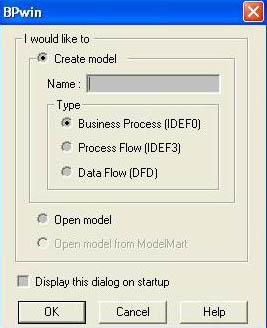 BPwin
I would like to
Create model
Name :
Type
Business Process (IDEF0)
Process Flow (IDEF3)
Data Flow (DFD)
Open model
Open model from ModelMart
Display this dialog on startup
OK Cancel Help